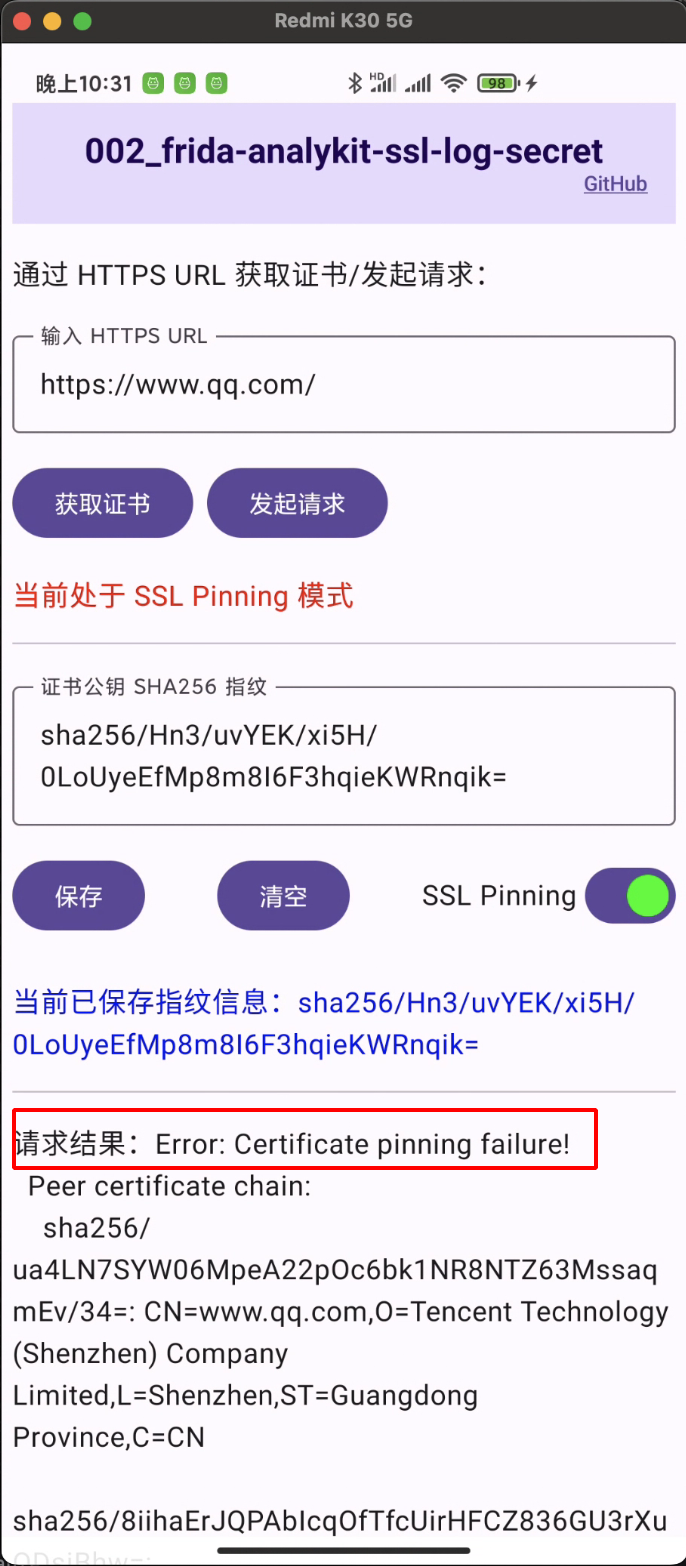 Redmi K30 5G
晚上10:31
HD
98
002_frida-analykit-ssl-log-secret
GitHub
通过 HTTPS URL 获取证书/发起请求：
输入 HTTPS URL
https://www.qq.com/
获取证书
发起请求
当前处于 SSL Pinning 模式
证书公钥 SHA256 指纹
sha256/Hn3/uvYEK/xi5H/
0LoUyeEfMp8m8I6F3hqieKWRnqik=
保存
清空
SSL Pinning
当前已保存指纹信息：sha256/Hn3/uvYEK/xi5H/
0LoUyeEfMp8m8I6F3hqieKWRnqik=
请求结果：Error: Certificate pinning failure!
Peer certificate chain:
sha256/
ua4LN7SYW06MpeA22pOc6bk1NR8NTZ63Mssaq
mEv/34=: CN=www.qq.com,O=Tencent Technology
(Shenzhen) Company
Limited,L=Shenzhen,ST=Guangdong
Province,C=CN
sha256/8iihaErJQPAbIcqOfTfcUirHFCZ836GU3rXu